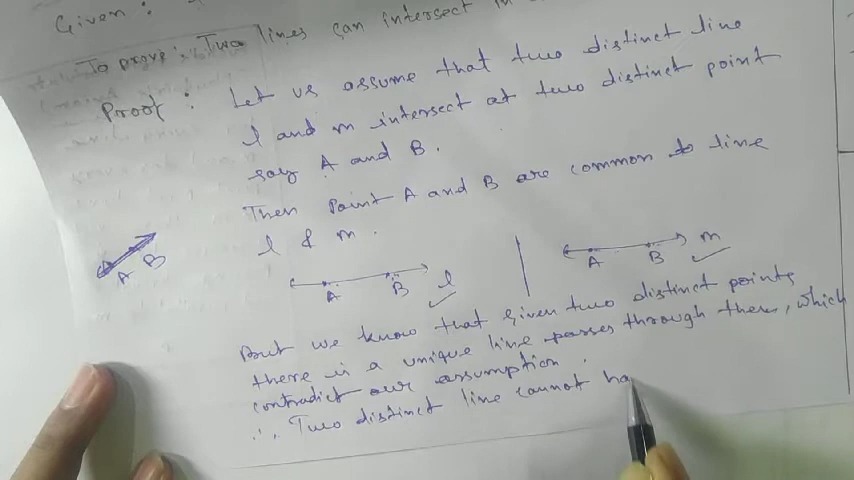 Given :
To prove : Two lines can intersect in
Proof : Let us assume that two distinct line
l and m intersect at two distinct point
say A and B.
Then Point A and B are common to line
l & m.
A B
A B l
A B m
But we know that given two distinct points
there is a unique line passes through them, which
contradict our assumption.
∴ Two distinct line cannot ha